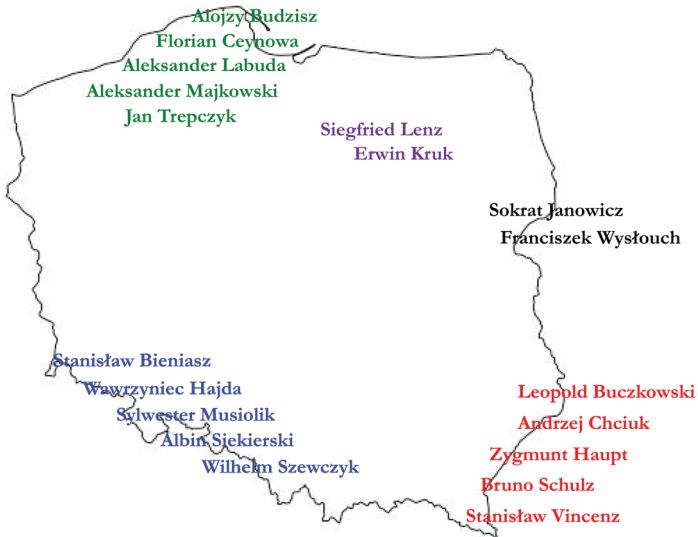 Alojzy Budzisz
Florian Ceynowa
Aleksander Labuda
Aleksander Majkowski
Jan Trepczyk
Siegfried Lenz
Erwin Kruk
Sokrat Janowicz
Franciszek Wysłouch
Stanisław Bieniasz
Wawrzyniec Hajda
Sylwester Musiolik
Albin Siekierski
Wilhelm Szewczyk
Leopold Buczkowski
Andrzej Chciuk
Zygmunt Haupt
Bruno Schulz
Stanisław Vincenz